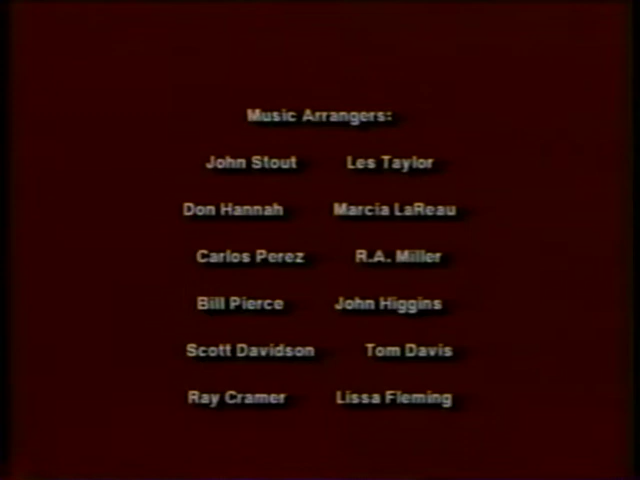 Music Arrangers:
John Stout Les Taylor
Don Hannah Marcia LaReau
Carlos Perez R.A. Miller
Bill Pierce John Higgins
Scott Davidson Tom Davis
Ray Cramer Lissa Fleming